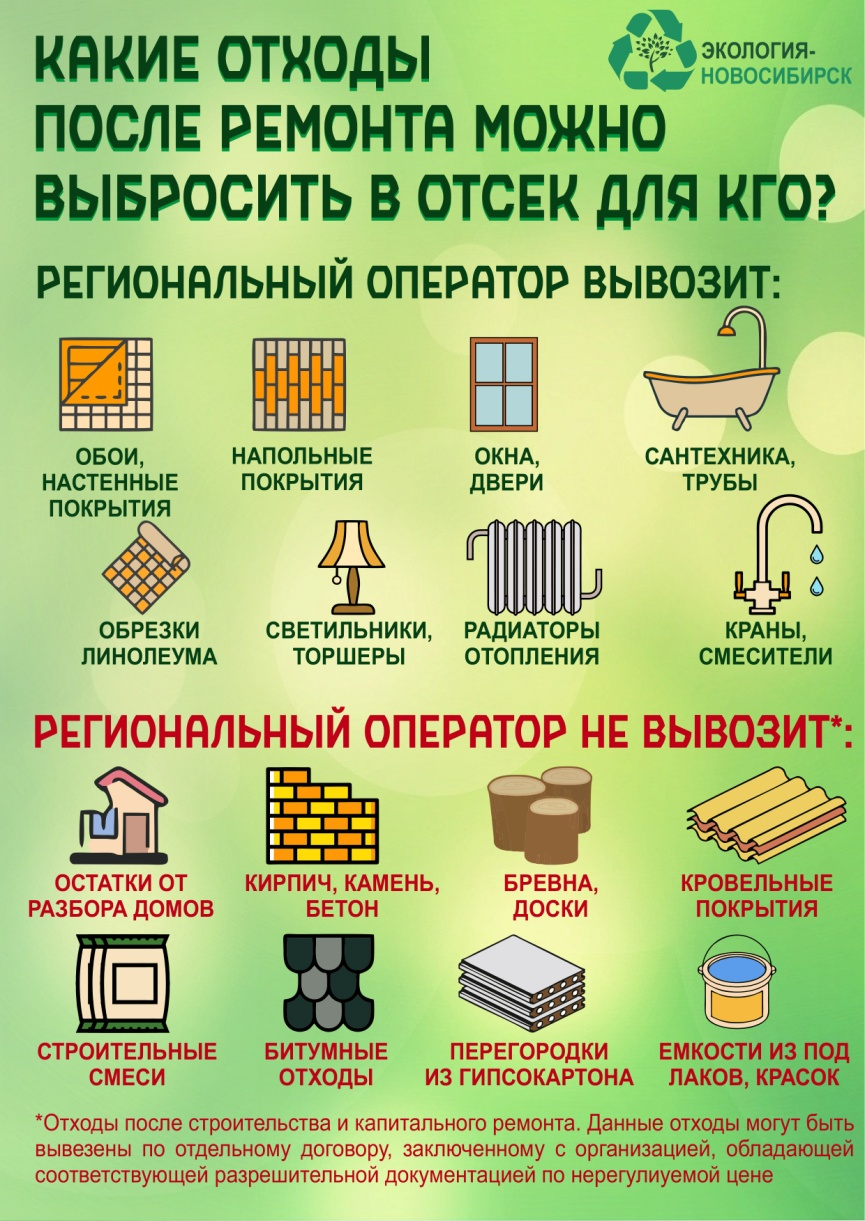 КАКИЕ ОТХОДЫ
ПОСЛЕ РЕМОНТА МОЖНО
ВЫБРОСИТЬ В ОТСЕК ДЛЯ КГО?
ЭКОЛОГИЯ-
НОВОСИБИРСК
РЕГИОНАЛЬНЫЙ ОПЕРАТОР ВЫВОЗИТ:
ОБОИ,
НАСТЕННЫЕ
ПОКРЫТИЯ
НАПОЛЬНЫЕ
ПОКРЫТИЯ
ОКНА,
ДВЕРИ
САНТЕХНИКА,
ТРУБЫ
ОБРЕЗКИ
ЛИНОЛЕУМА
СВЕТИЛЬНИКИ,
ТОРШЕРЫ
РАДИАТОРЫ
ОТОПЛЕНИЯ
КРАНЫ,
СМЕСИТЕЛИ
РЕГИОНАЛЬНЫЙ ОПЕРАТОР НЕ ВЫВОЗИТ*:
ОСТАТКИ ОТ
РАЗБОРА ДОМОВ
КИРПИЧ, КАМЕНЬ,
БЕТОН
БРЕВНА,
ДОСКИ
КРОВЕЛЬНЫЕ
ПОКРЫТИЯ
СТРОИТЕЛЬНЫЕ
СМЕСИ
БИТУМНЫЕ
ОТХОДЫ
ПЕРЕГОРОДКИ
ИЗ ГИПСОКАРТОНА
ЕМКОСТИ ИЗ ПОД
ЛАКОВ, КРАСОК
*Отходы после строительства и капитального ремонта. Данные отходы могут быть
вывезены по отдельному договору, заключенному с организацией, обладающей
соответствующей разрешительной документацией по нерегулиуемой цене